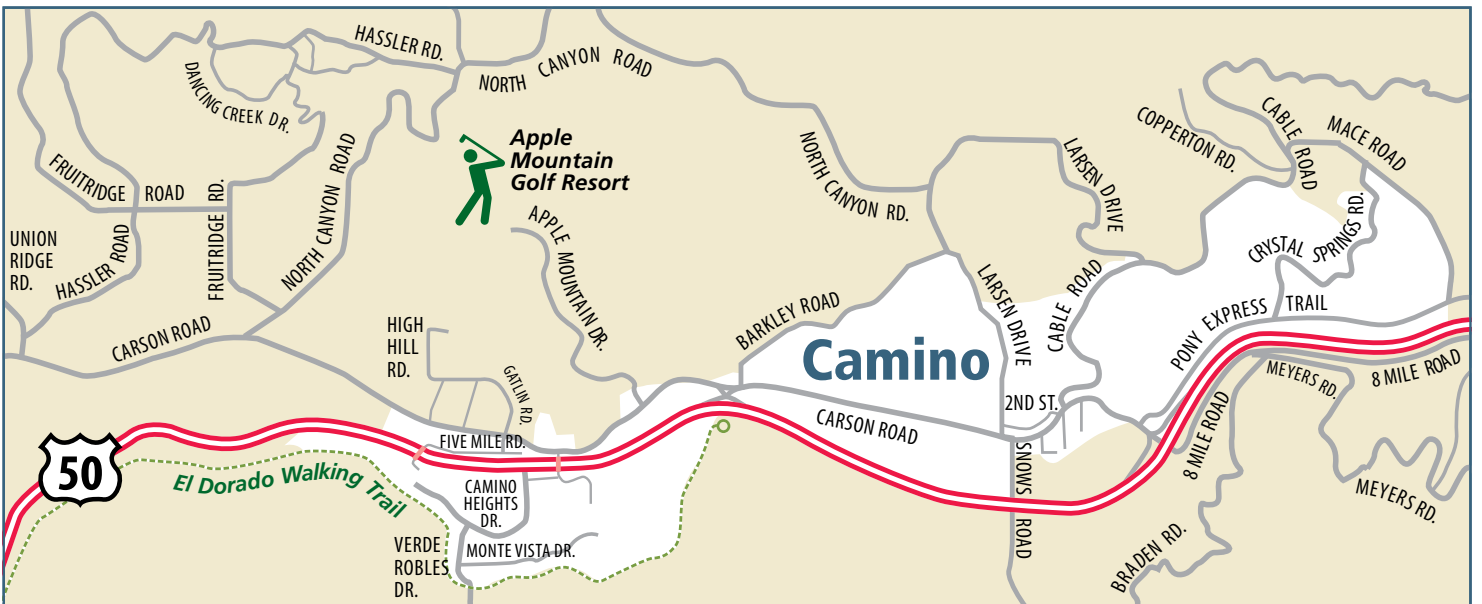 HASSLER RD.
NORTH CANYON ROAD
DANCING CREEK DR.
Apple
Mountain
Golf Resort
NORTH CANYON ROAD
FRUITRIDGE ROAD
FRUITRIDGE RD.
UNION
RIDGE
RD.
HASSLER ROAD
CARSON ROAD
APPLE MOUNTAIN DR.
NORTH CANYON RD.
LARSEN DRIVE
COPPERTON RD.
CABLE ROAD
MACE ROAD
CRYSTAL SPRINGS RD.
PONY EXPRESS TRAIL
HIGH
HILL
RD.
GATLIN RD.
BARKLEY ROAD
Camino
LARSEN DRIVE
CABLE ROAD
2ND ST.
CARSON ROAD
FIVE MILE RD.
50
El Dorado Walking Trail
CAMINO
HEIGHTS
DR.
VERDE
ROBLES
DR.
MONTE VISTA DR.
SNOWS ROAD
8 MILE ROAD
MEYERS RD.
8 MILE ROAD
MEYERS RD.
BRADEN RD.